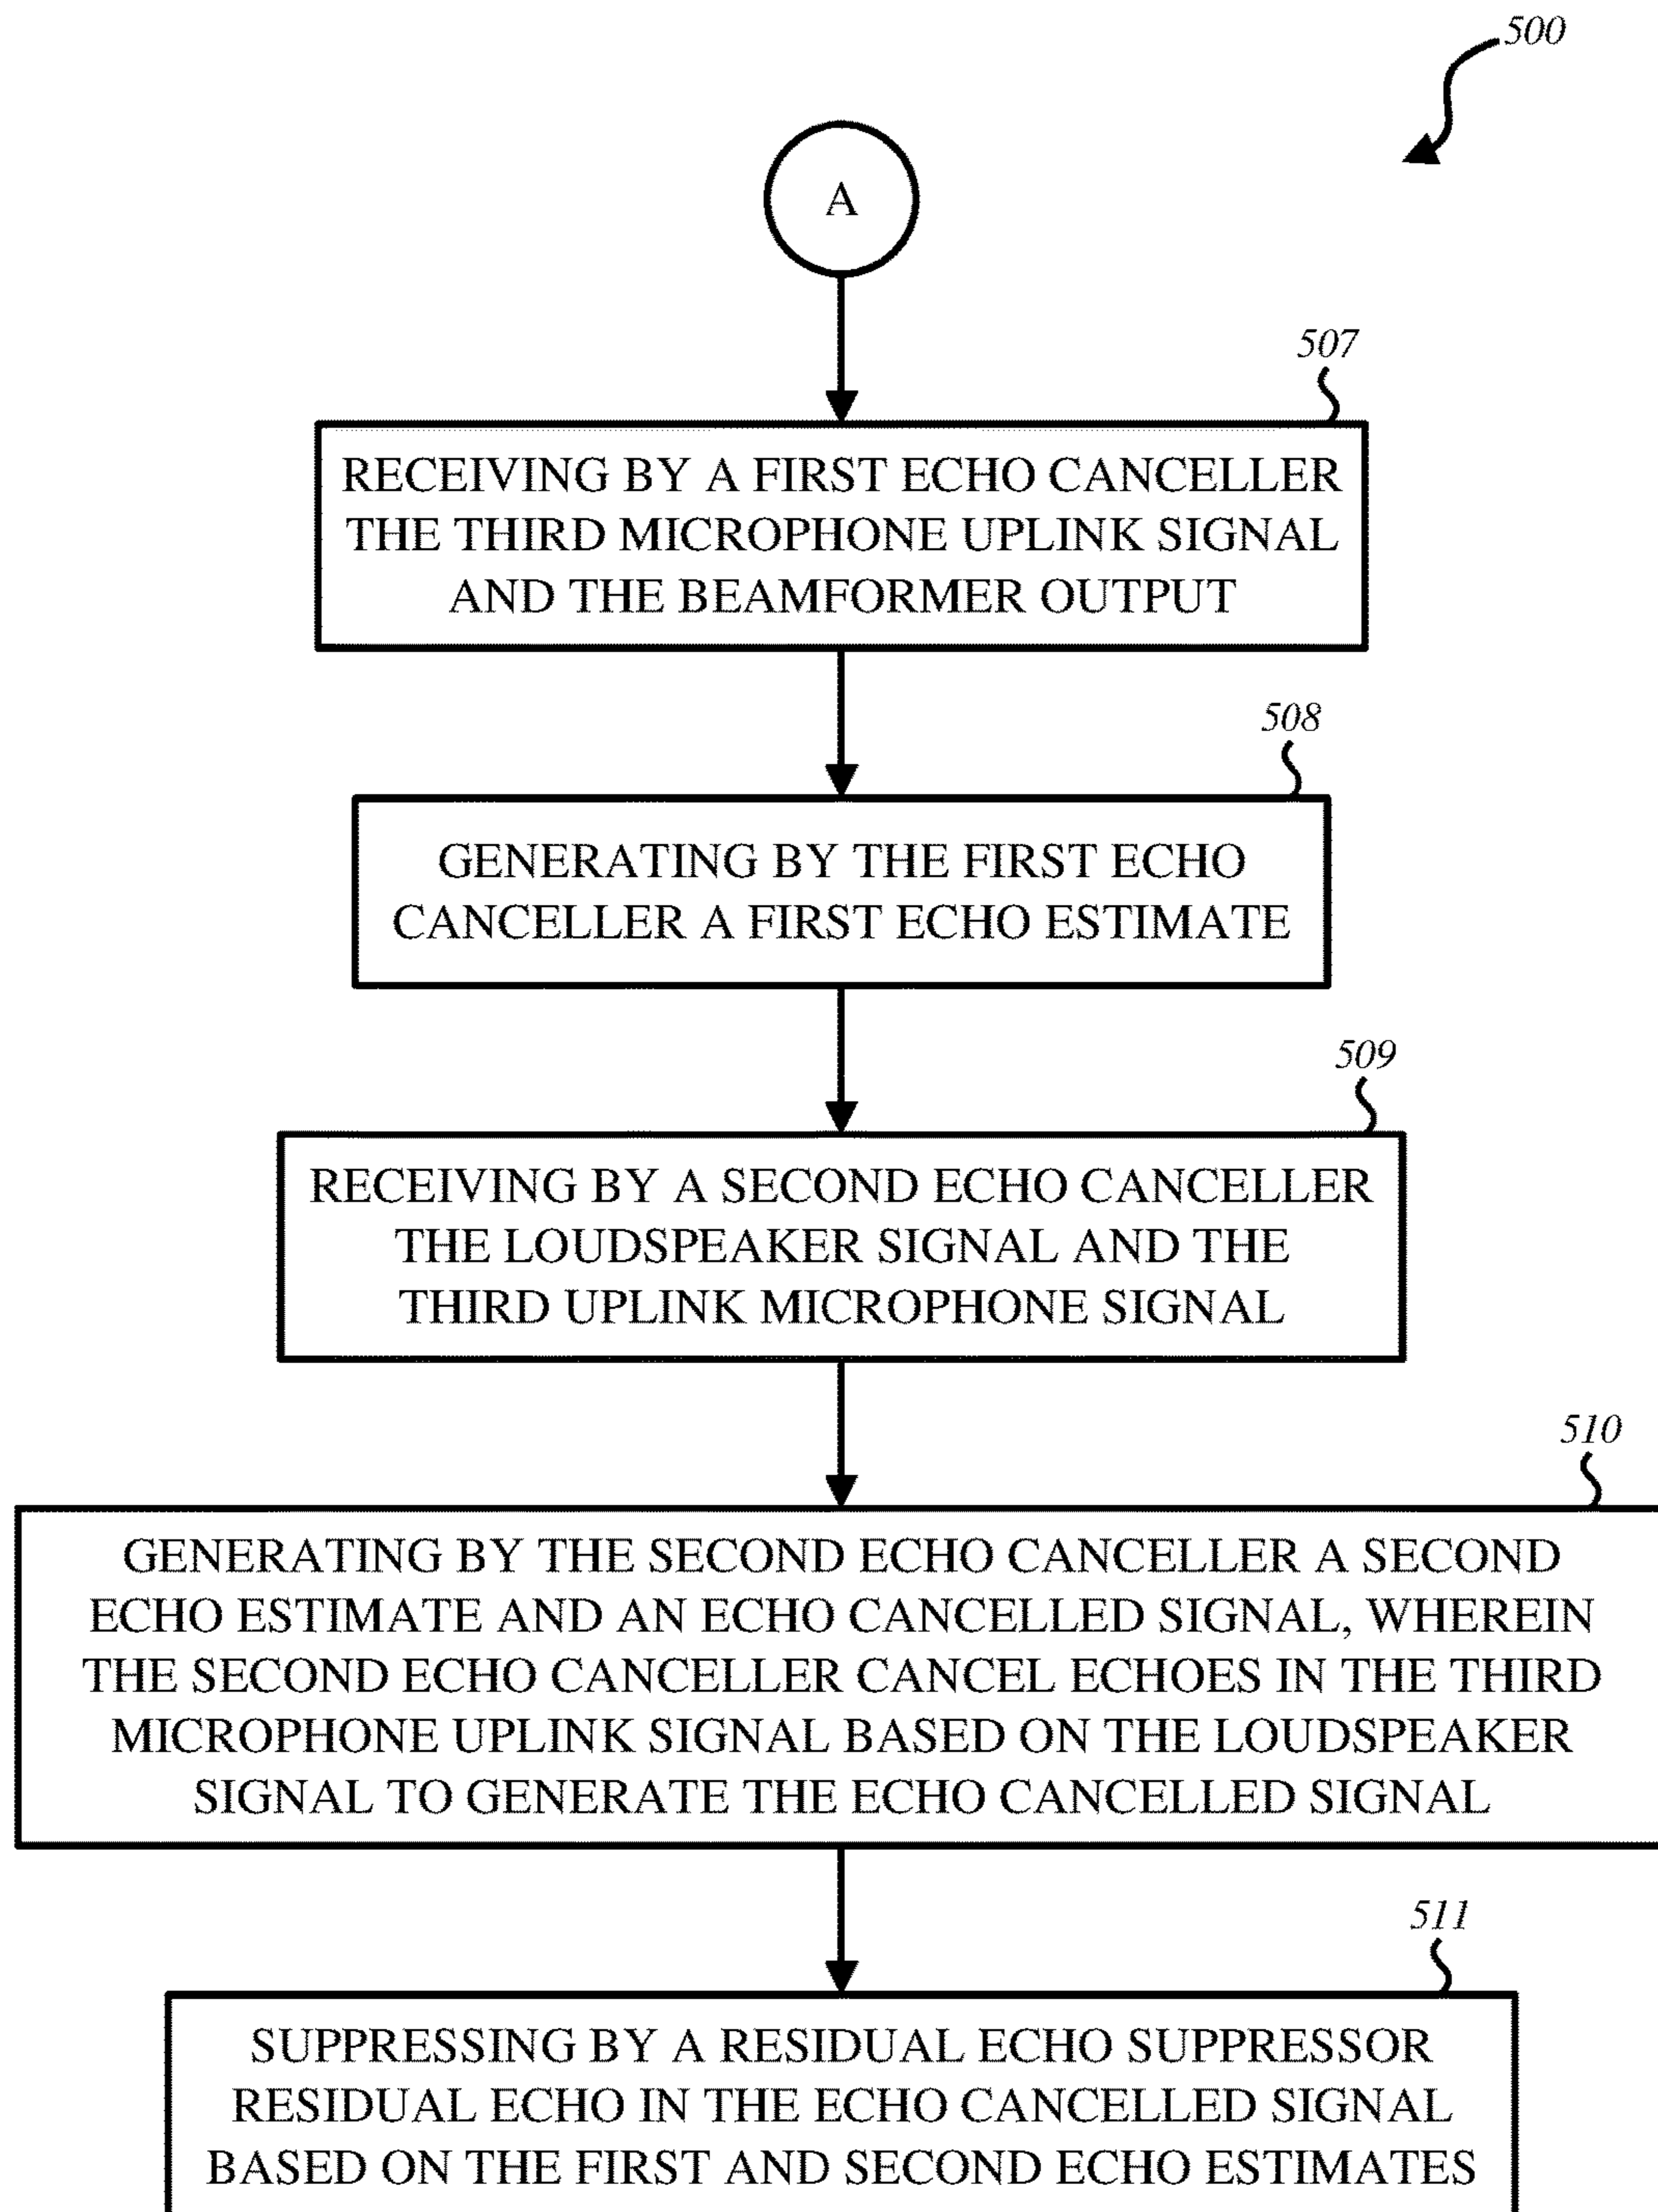 500
A
507
RECEIVING BY A FIRST ECHO CANCELLER
THE THIRD MICROPHONE UPLINK SIGNAL
AND THE BEAMFORMER OUTPUT
508
GENERATING BY THE FIRST ECHO
CANCELLER A FIRST ECHO ESTIMATE
509
RECEIVING BY A SECOND ECHO CANCELLER
THE LOUDSPEAKER SIGNAL AND THE
THIRD UPLINK MICROPHONE SIGNAL
510
GENERATING BY THE SECOND ECHO CANCELLER A SECOND
ECHO ESTIMATE AND AN ECHO CANCELLED SIGNAL, WHEREIN
THE SECOND ECHO CANCELLER CANCEL ECHOES IN THE THIRD
MICROPHONE UPLINK SIGNAL BASED ON THE LOUDSPEAKER
SIGNAL TO GENERATE THE ECHO CANCELLED SIGNAL
511
SUPPRESSING BY A RESIDUAL ECHO SUPPRESSOR
RESIDUAL ECHO IN THE ECHO CANCELLED SIGNAL
BASED ON THE FIRST AND SECOND ECHO ESTIMATES